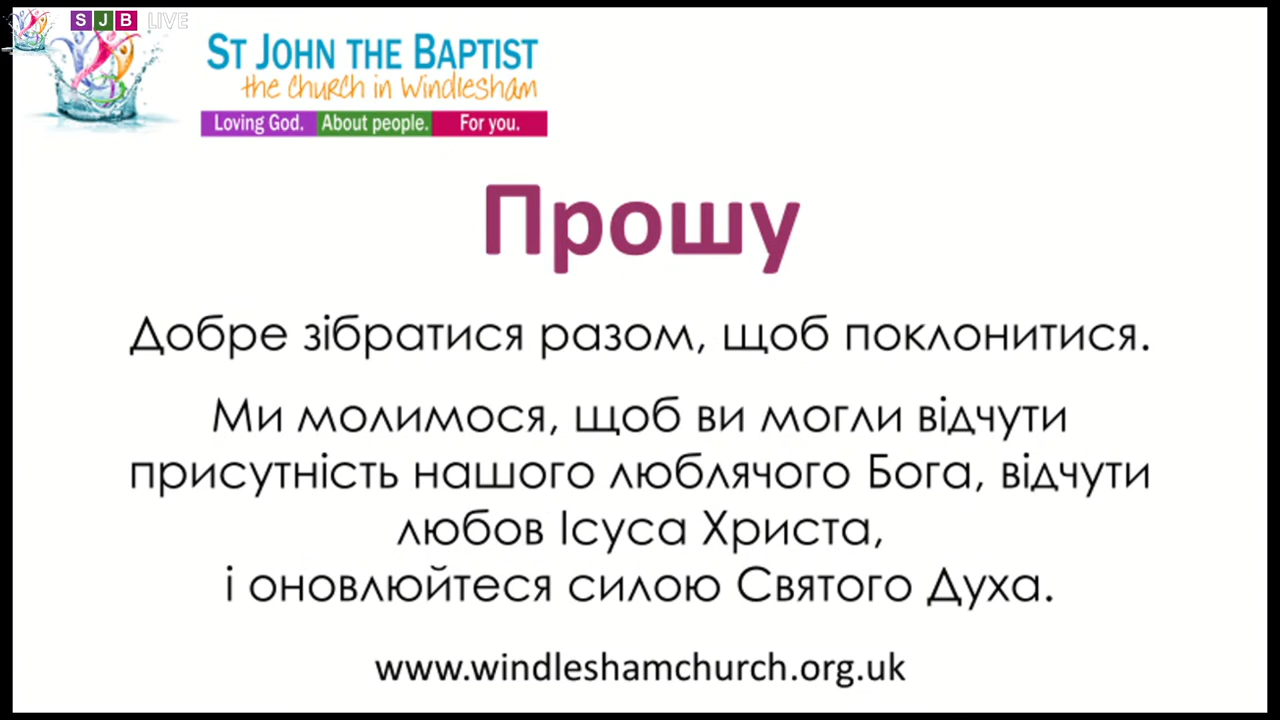 SJB LIVE
ST JOHN THE BAPTIST
the church in Windlesham
Loving God. About people. For you.
Прошу
Добре зібратися разом, щоб поклонитися.
Ми молимося, щоб ви могли відчути
присутність нашого люблячого Бога, відчути
любов Ісуса Христа,
і оновлюйтеся силою Святого Духа.
www.windleshamchurch.org.uk